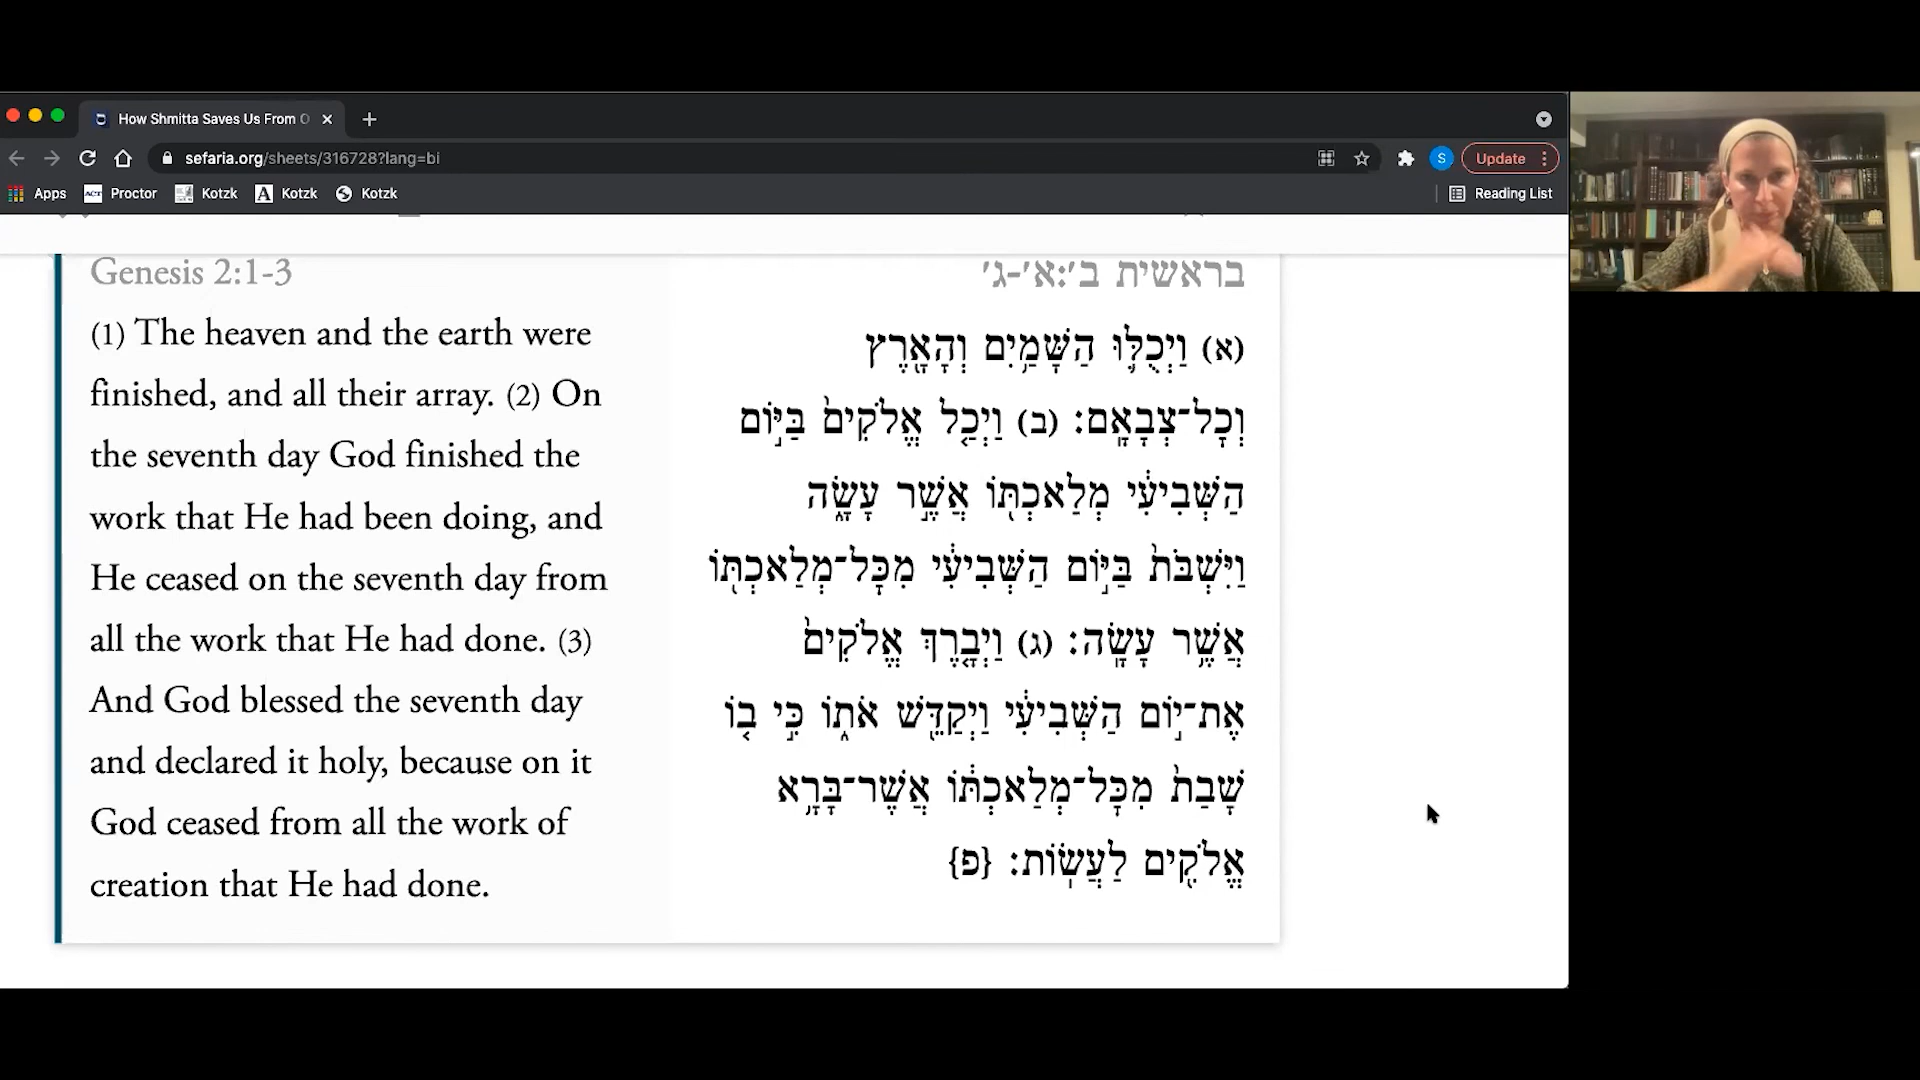 How Shmitta Saves Us From O
sefaria.org/sheets/316728?lang=bi
S
Update
Apps
ACT Proctor
Kotzk
A Kotzk
Kotzk
Reading List
Genesis 2:1-3
(1) The heaven and the earth were
finished, and all their array. (2) On
the seventh day God finished the
work that He had been doing, and
He ceased on the seventh day from
all the work that He had done. (3)
And God blessed the seventh day
and declared it holy, because on it
God ceased from all the work of
creation that He had done.
בראשית ב׳:א׳-ג׳
(א) וַיְכֻלּ֛וּ הַשָּׁמַ֥יִם וְהָאָ֖רֶץ
וְכׇל־צְבָאָֽם׃ (ב) וַיְכַ֤ל אֱלֹקִים֙ בַּיּ֣וֹם
הַשְּׁבִיעִ֔י מְלַאכְתּ֖וֹ אֲשֶׁ֣ר עָשָׂ֑ה
וַיִּשְׁבֹּת֙ בַּיּ֣וֹם הַשְּׁבִיעִ֔י מִכׇּל־מְלַאכְתּ֖וֹ
אֲשֶׁ֥ר עָשָֽׂה׃ (ג) וַיְבָ֤רֶךְ אֱלֹקִים֙
אֶת־י֣וֹם הַשְּׁבִיעִ֔י וַיְקַדֵּ֖שׁ אֹת֑וֹ כִּ֣י ב֤וֹ
שָׁבַת֙ מִכׇּל־מְלַאכְתּ֔וֹ אֲשֶׁר־בָּרָ֥א
אֱלֹקִ֖ים לַעֲשֽׂוֹת׃ {פ}